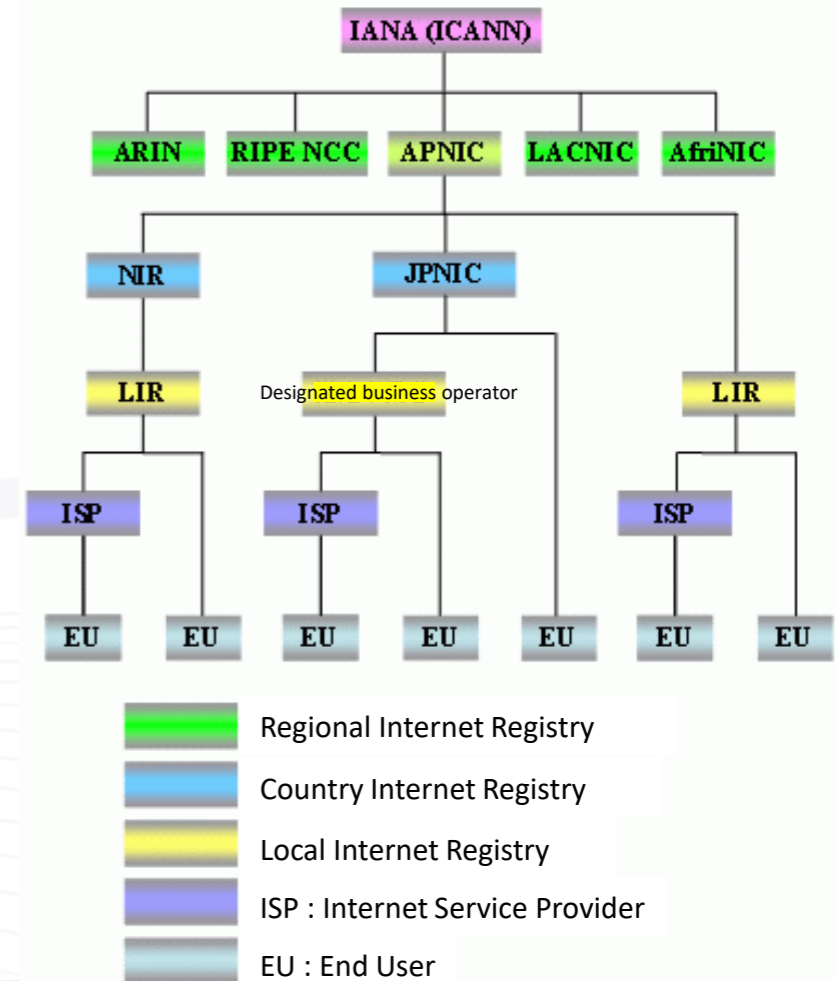 IANA (ICANN)
ARIN RIPE NCC APNIC LACNIC AfriNIC
NIR JPNIC
LIR Designated business operator LIR
ISP ISP ISP
EU EU EU EU EU EU EU
Regional Internet Registry
Country Internet Registry
Local Internet Registry
ISP : Internet Service Provider
EU : End User